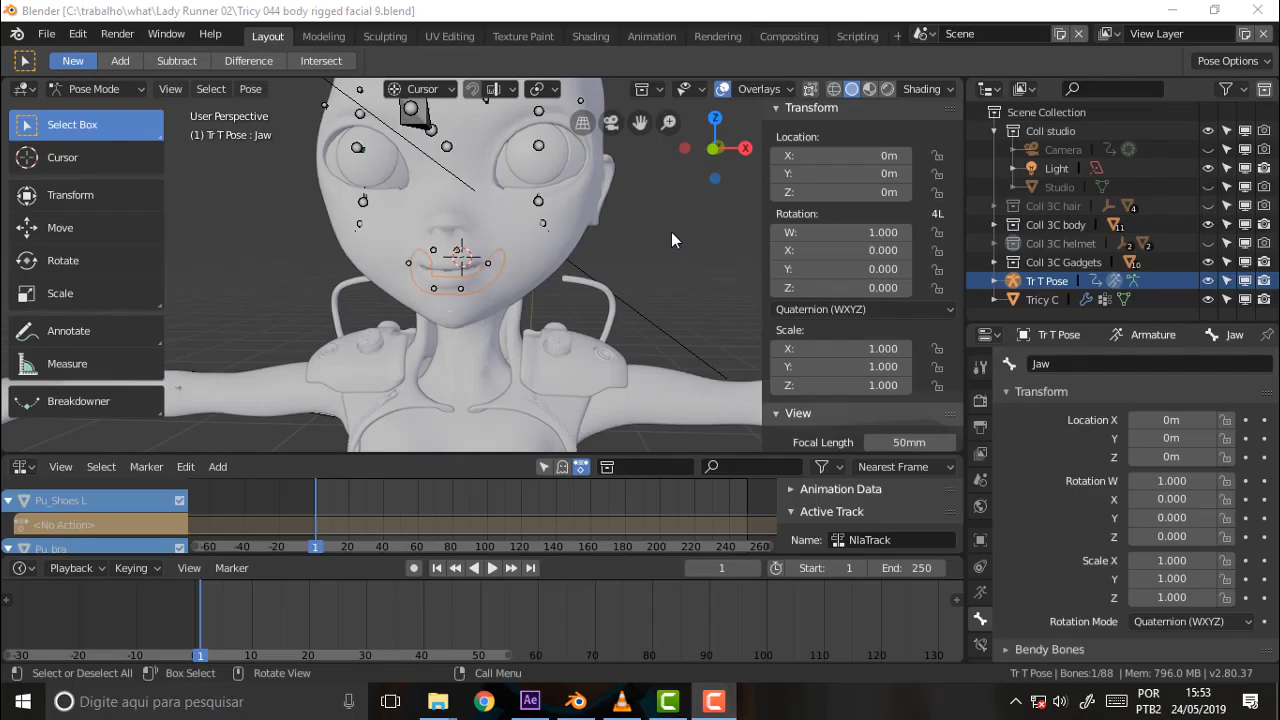 Blender [C:\trabalho\what\Lady Runner 02\Tricy 044 body rigged facial 9.blend]
File Edit Render Window Help Layout Modeling Sculpting UV Editing Texture Paint Shading Animation Rendering Compositing Scripting + Scene View Layer
New Add Subtract Difference Intersect Pose Options
Pose Mode View Select Pose Cursor Overlays Shading
Select Box
Cursor
Transform
Move
Rotate
Scale
Annotate
Measure
Breakdowner
User Perspective
(1) Tr T Pose : Jaw
Z
X
Transform
Location:
X: 0m
Y: 0m
Z: 0m
Rotation: 4L
W: 1.000
X: 0.000
Y: 0.000
Z: 0.000
Quaternion (WXYZ)
Scale:
X: 1.000
Y: 1.000
Z: 1.000
View
Focal Length 50mm
Scene Collection
Coll studio
Camera
Light
Studio
Coll 3C hair 4
Coll 3C body 11
Coll 3C helmet 2 2
Coll 3C Gadgets 10
Tr T Pose
Tricy C
Tr T Pose Armature Jaw
Jaw
Transform
Location X 0m
Y 0m
Z 0m
Rotation W 1.000
X 0.000
Y 0.000
Z 0.000
Scale X 1.000
Y 1.000
Z 1.000
Rotation Mode Quaternion (WXYZ)
Bendy Bones
View Select Marker Edit Add Nearest Frame
Pu_Shoes L
<No Action>
Pu_bra
-60 -40 -20 1 20 40 60 80 100 120 140 160 180 200 220 240 260
Animation Data
Active Track
Name: NlaTrack
Playback Keying View Marker 1 Start: 1 End: 250
-30 -20 -10 1 10 20 30 40 50 60 70 80 90 100 110 120 130
Select or Deselect All Box Select Rotate View Call Menu Tr T Pose | Bones:1/88 | Mem: 796.0 MB | v2.80.37
Digite aqui para pesquisar
Ae
POR
PTB2
15:53
24/05/2019